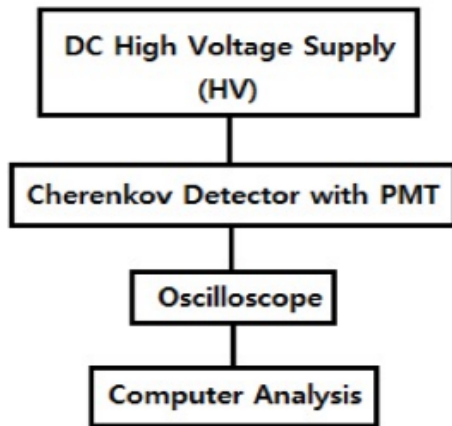 DC High Voltage Supply
(HV)
Cherenkov Detector with PMT
Oscilloscope
Computer Analysis